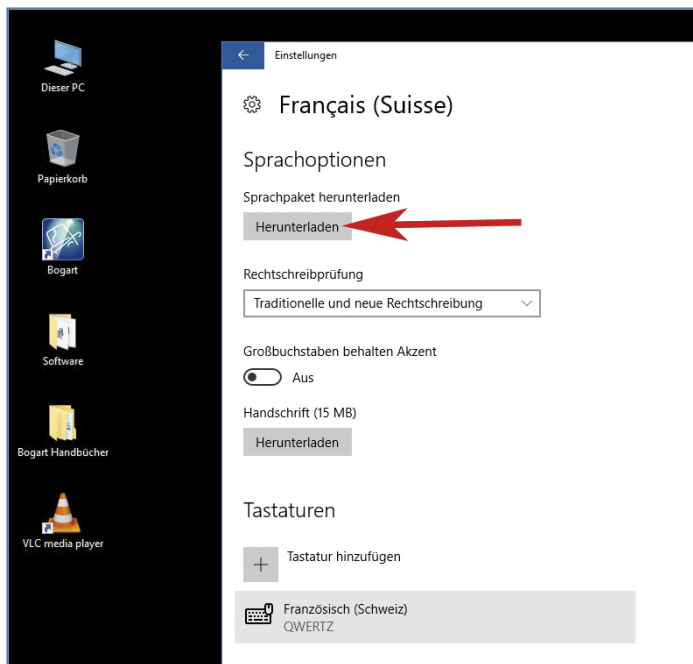 Dieser PC
Papierkorb
Bogart
Software
Bogart Handbücher
VLC media player
Einstellungen
Français (Suisse)
Sprachoptionen
Sprachpaket herunterladen
Herunterladen
Rechtschreibprüfung
Traditionelle und neue Rechtschreibung
Großbuchstaben behalten Akzent
Aus
Handschrift (15 MB)
Herunterladen
Tastaturen
Tastatur hinzufügen
Französisch (Schweiz)
QWERTZ